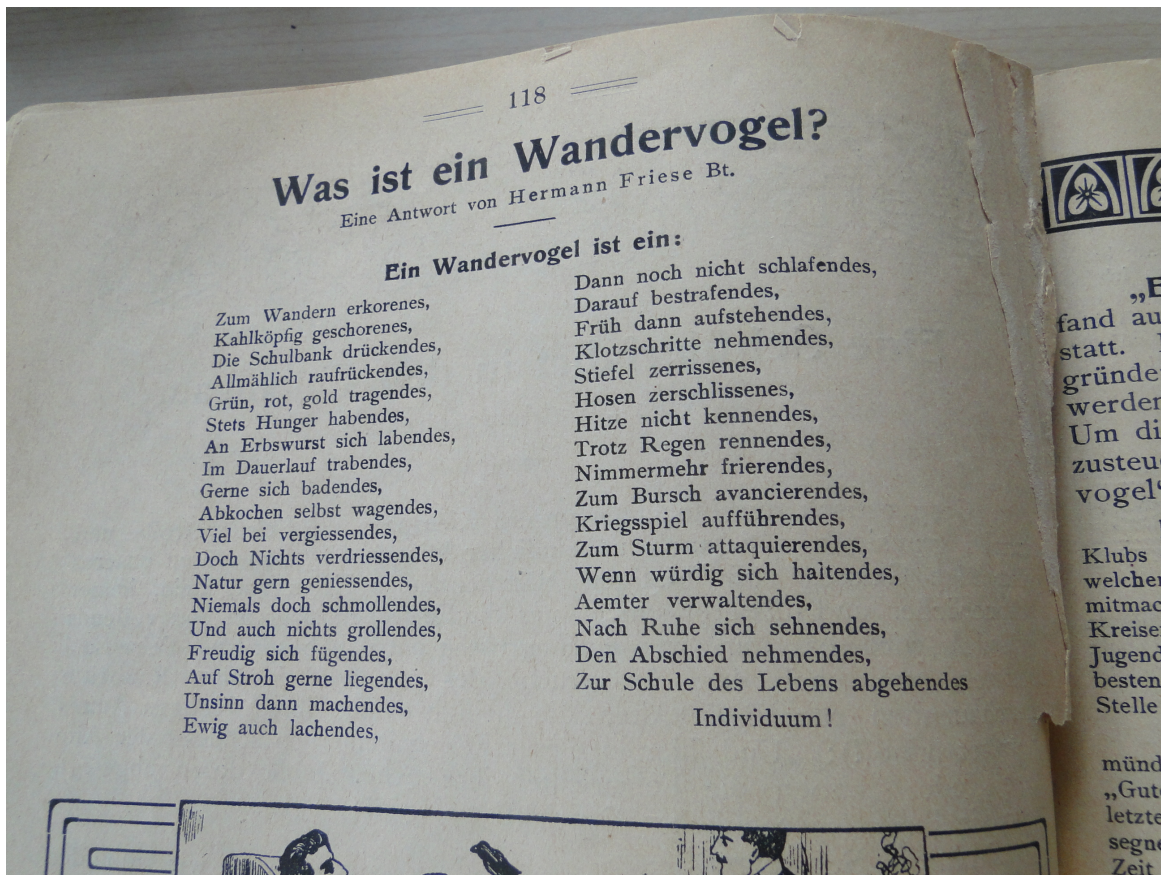 118
Was ist ein Wandervogel?
Eine Antwort von Hermann Friese Bt.
Ein Wandervogel ist ein:
Zum Wandern erkorenes,
Kahlköpfig geschorenes,
Die Schulbank drückendes,
Allmählich raufrückendes,
Grün, rot, gold tragendes,
Stets Hunger habendes,
An Erbswurst sich labendes,
Im Dauerlauf trabendes,
Gerne sich badendes,
Abkochen selbst wagendes,
Viel bei vergiessendes,
Doch Nichts verdriessendes,
Natur gern geniessendes,
Niemals doch schmollendes,
Und auch nichts grollendes,
Freudig sich fügendes,
Auf Stroh gerne liegendes,
Unsinn dann machendes,
Ewig auch lachendes,
Dann noch nicht schlafendes,
Darauf bestrafendes,
Früh dann aufstehendes,
Klotzschritte nehmendes,
Stiefel zerrissenes,
Hosen zerschlissenes,
Hitze nicht kennendes,
Trotz Regen rennendes,
Nimmermehr frierendes,
Zum Bursch avancierendes,
Kriegsspiel aufführendes,
Zum Sturm attaquierendes,
Wenn würdig sich haltendes,
Aemter verwaltendes,
Nach Ruhe sich sehnendes,
Den Abschied nehmendes,
Zur Schule des Lebens abgehendes
Individuum!
„E
fand au
statt.
gründe
werden
Um di
zusteu
vogel“
Klubs
welcher
mitmac
Kreise
Jugend
besten
Stelle
münd
„Gut
letzte
segne
Zeit